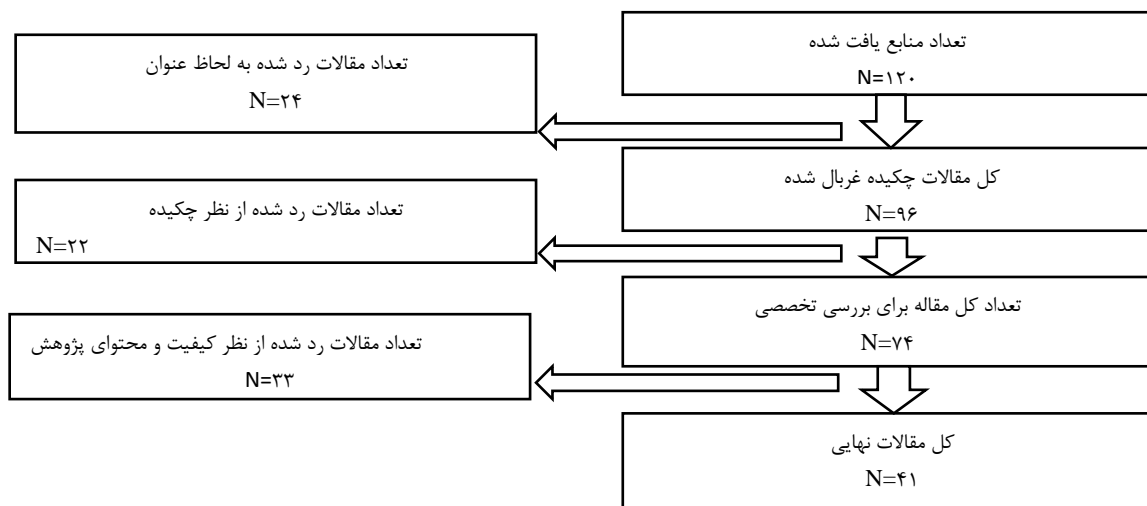 تعداد منابع یافت شده
N=۱۲۰
تعداد مقالات رد شده به لحاظ عنوان
N=۲۴
کل مقالات چکیده غربال شده
N=۹۶
تعداد مقالات رد شده از نظر چکیده
N=۲۲
تعداد کل مقاله برای بررسی تخصصی
N=۷۴
تعداد مقالات رد شده از نظر کیفیت و محتوای پژوهش
N=۳۳
کل مقالات نهایی
N=۴۱